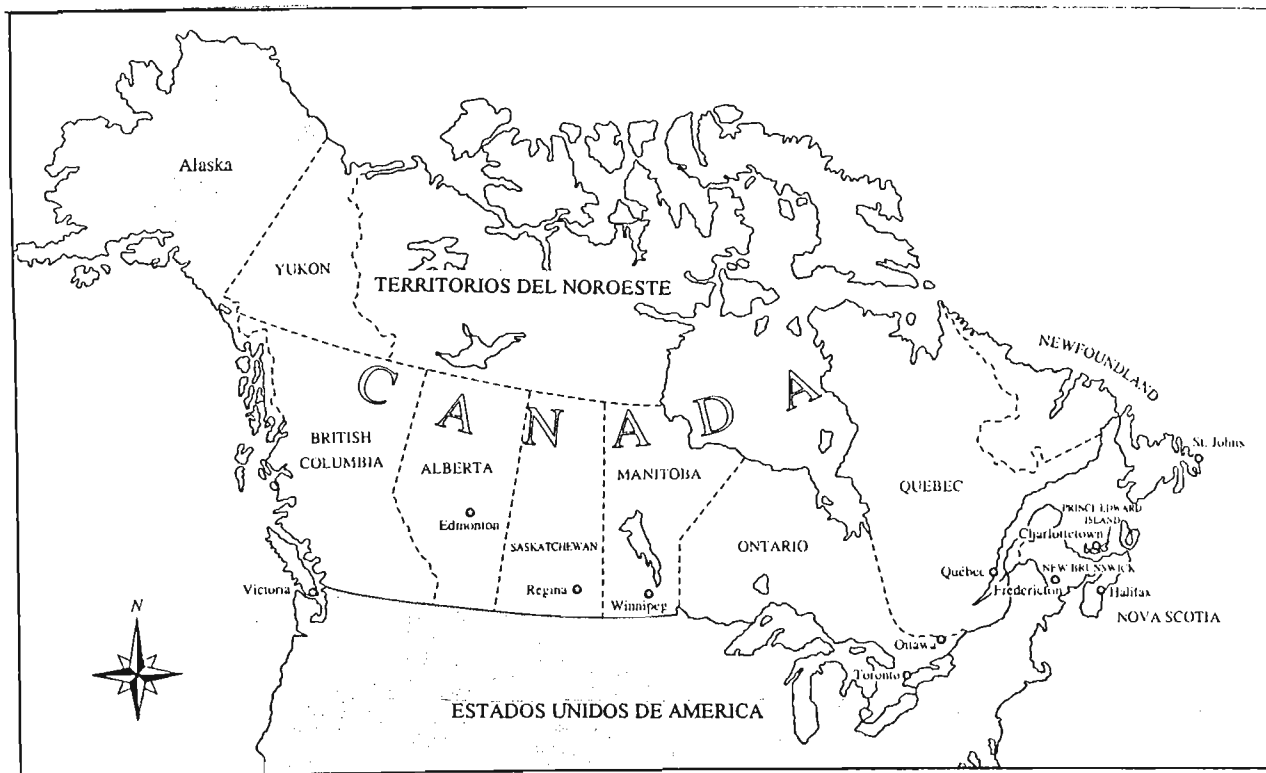 Alaska
YUKON
TERRITORIOS DEL NOROESTE
NEWFOUNDLAND
CANADA
BRITISH
COLUMBIA
ALBERTA
MANITOBA
St. Johns
QUEBEC
Edmonton
PRINCE EDWARD
ISLAND
Charlottetown
SASKATCHEWAN
ONTARIO
Québec
NEW BRUNSWICK
Victoria
Regina
Winnipeg
Fredericton
Halifax
NOVA SCOTIA
N
Ottawa
Toronto
ESTADOS UNIDOS DE AMERICA